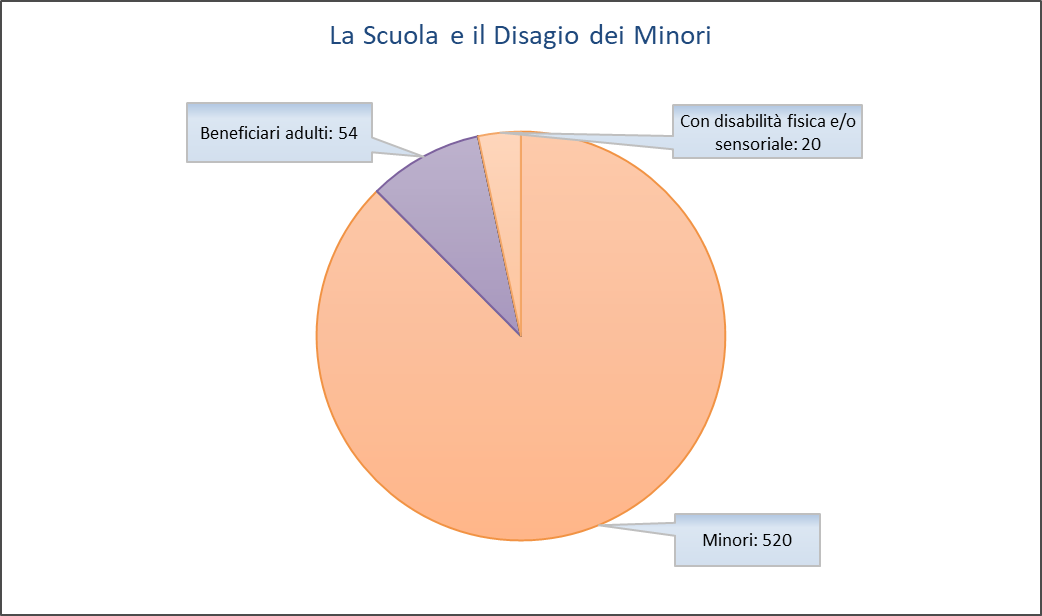 La Scuola e il Disagio dei Minori
Beneficiari adulti: 54
Con disabilità fisica e/o
sensoriale: 20
Minori: 520